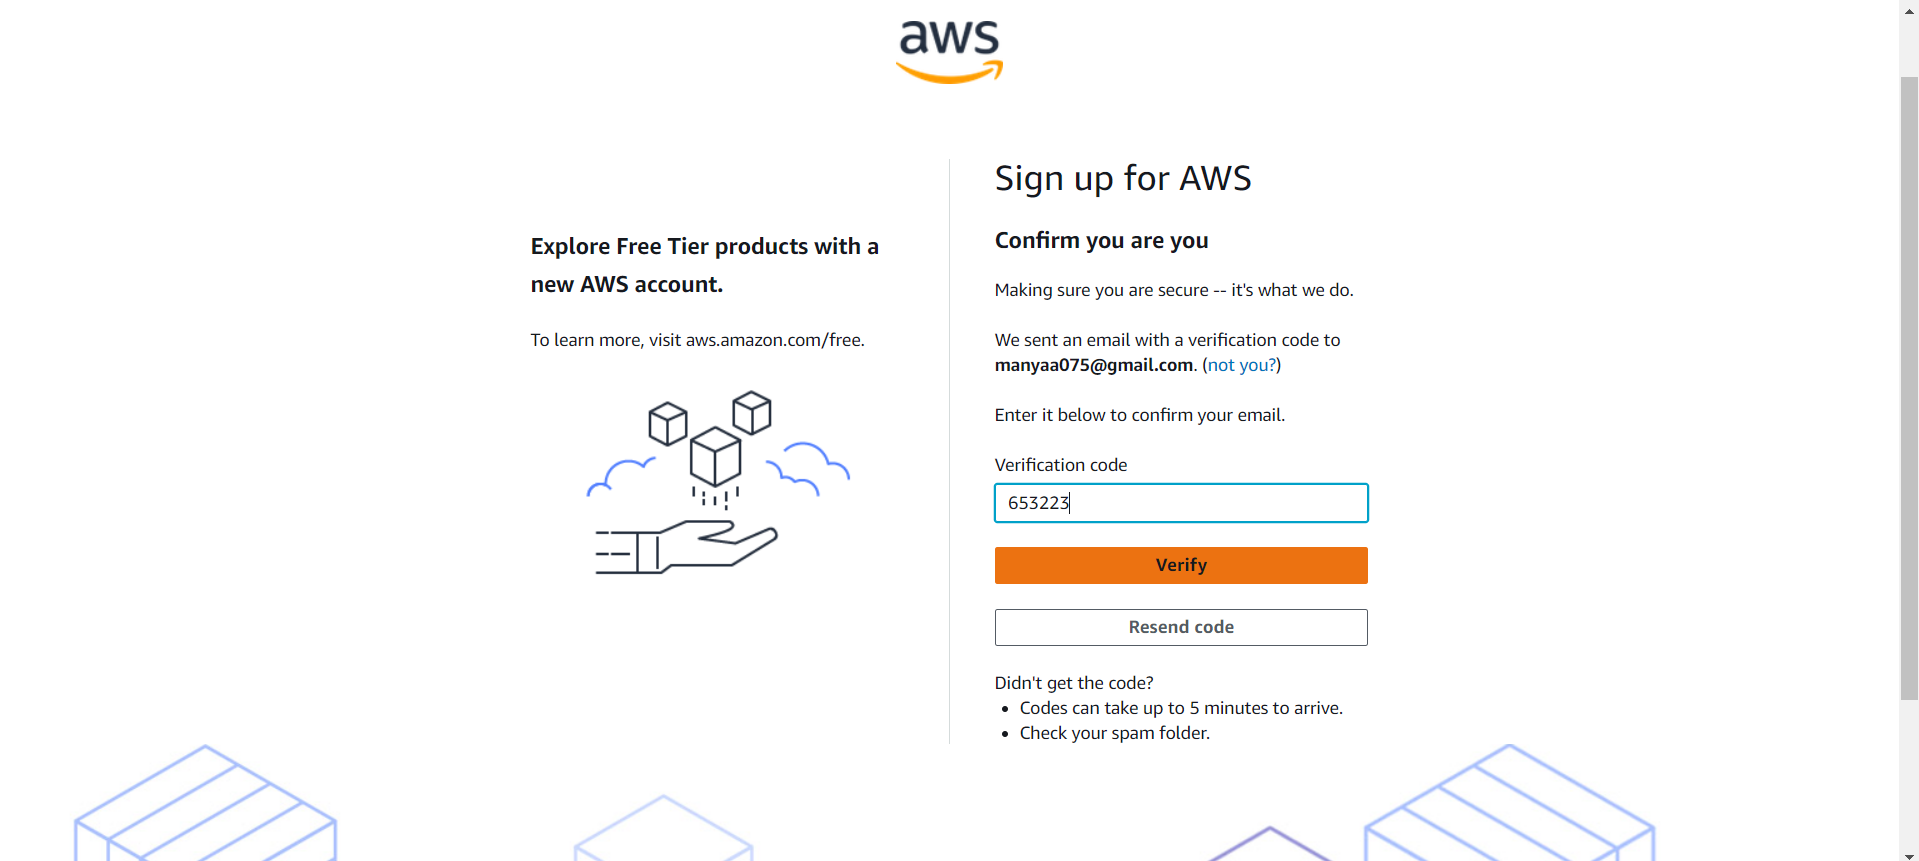 aws
Explore Free Tier products with a
new AWS account.
To learn more, visit aws.amazon.com/free.
Sign up for AWS
Confirm you are you
Making sure you are secure -- it's what we do.
We sent an email with a verification code to
manyaa075@gmail.com. (not you?)
Enter it below to confirm your email.
Verification code
653223
Verify
Resend code
Didn't get the code?
• Codes can take up to 5 minutes to arrive.
• Check your spam folder.